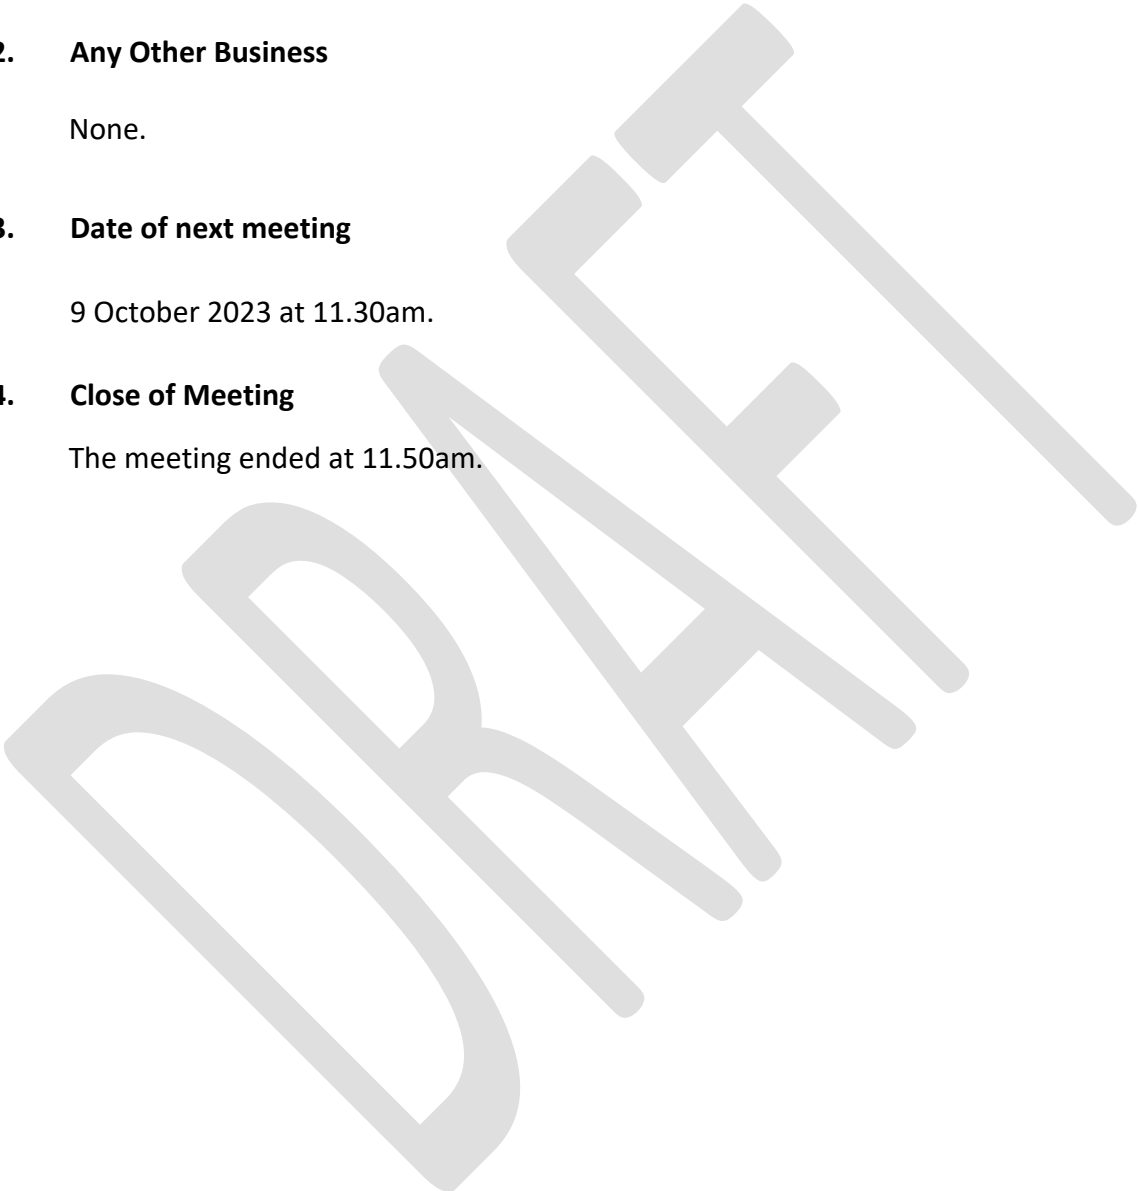 2. Any Other Business
None.
3. Date of next meeting
9 October 2023 at 11.30am.
4. Close of Meeting
The meeting ended at 11.50am.
DRAFT